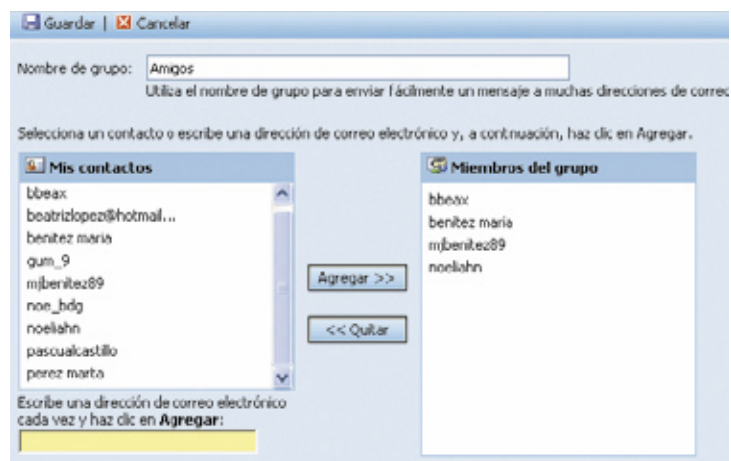 Guardar | Cancelar
Nombre de grupo: Amigos
Utiliza el nombre de grupo para enviar fácilmente un mensaje a muchas direcciones de correc
Selecciona un contacto o escribe una dirección de correo electrónico y, a continuación, haz clic en Agregar.
Mis contactos
bbeax
beatrizlopez@hotmail...
benitez maria
gum_9
mjbenitez89
noe_bdg
noeliahn
pascualcastillo
perez marta
Escribe una dirección de correo electrónico
cada vez y haz clic en Agregar:
Agregar >>
<< Quitar
Miembros del grupo
bbeax
benitez maria
mjbenitez89
noeliahn